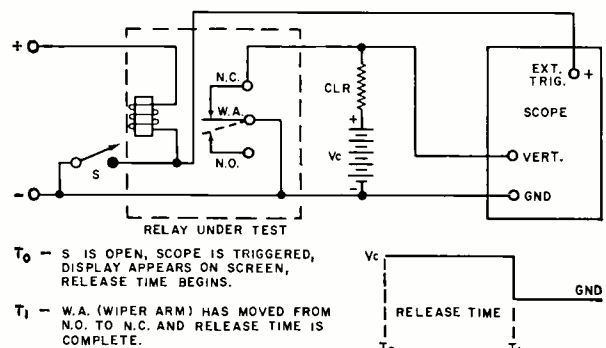 +
EXT.
TRIG. +
SCOPE
N.C.
CLR
W.A.
+
Vc
VERT.
S
N.O.
-
-
GND
RELAY UNDER TEST
T₀ – S IS OPEN, SCOPE IS TRIGGERED,
DISPLAY APPEARS ON SCREEN,
RELEASE TIME BEGINS.
Vc
GND
RELEASE TIME
T₁ – W.A. (WIPER ARM) HAS MOVED FROM
N.O. TO N.C. AND RELEASE TIME IS
COMPLETE.